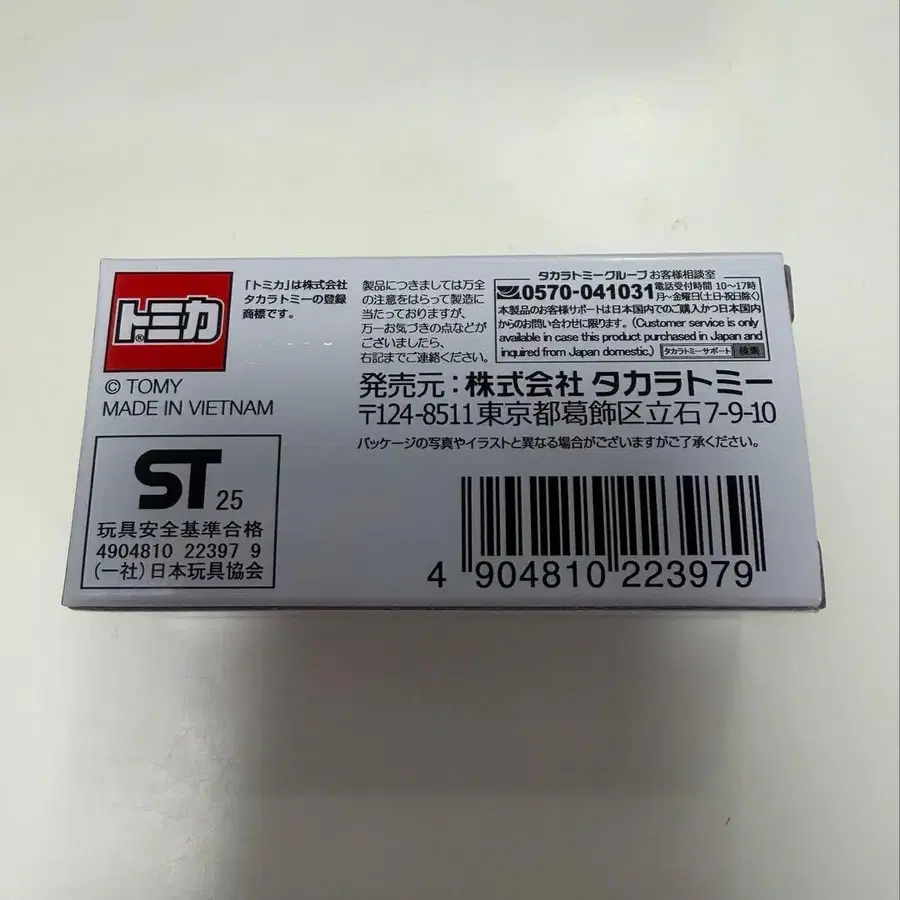 トミカ®
© TOMY
MADE IN VIETNAM
「トミカ」は株式会社
タカラトミーの登録
商標です。
製品につきましては万全
の注意をはらって製造に
当たっておりますが、
万一お気づきの点などが
ございましたら、
右記までご連絡ください。
タカラトミーグループ お客様相談室
0570-041031 電話受付時間 10〜17時
月〜金曜日(土・日・祝日除く)
本製品のお客様サポートは日本国内でのご購入かつ日本国内
からのお問い合わせに限ります。(Customer service is only
available in case this product purchased in Japan and
inquired from Japan domestic.) タカラトミーサポート 検索
発売元：株式会社 タカラトミー
〒124-8511 東京都葛飾区立石7-9-10
パッケージの写真やイラストと異なる場合がございますがご了承ください。
ST 25
玩具安全基準合格
4904810 22397 9
(一社)日本玩具協会
4 904810 223979